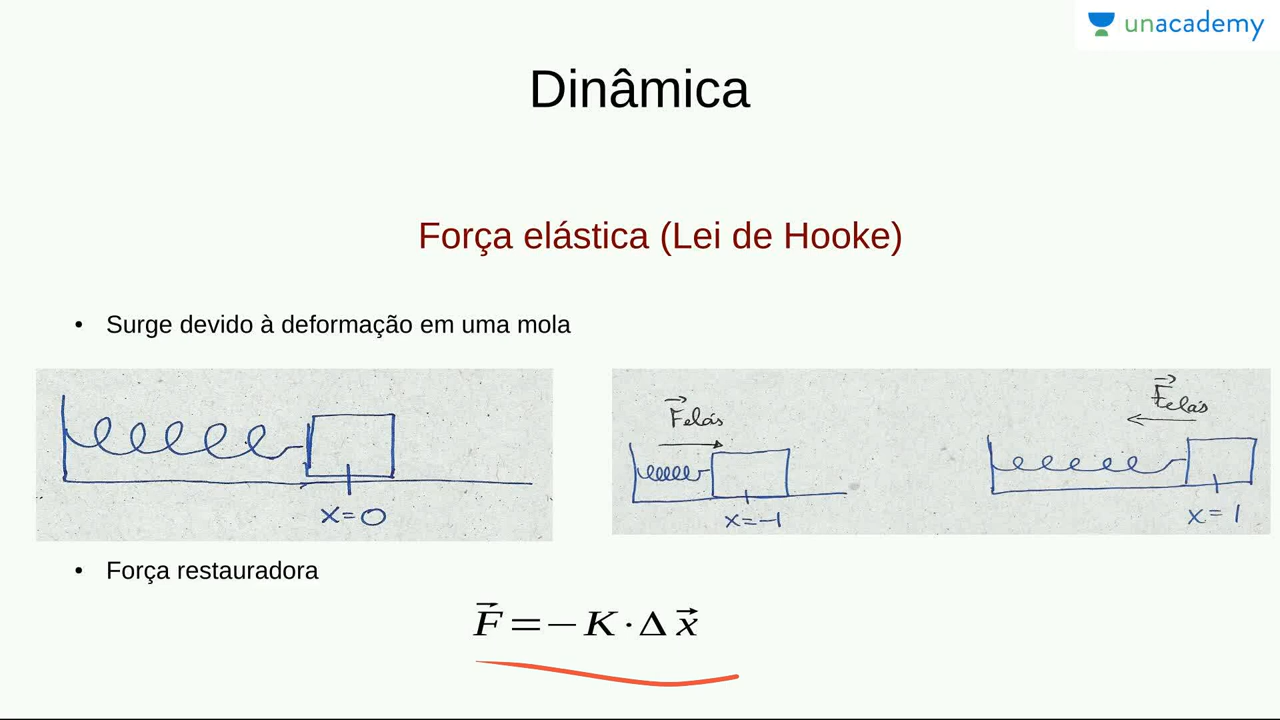 unacademy
Dinâmica
Força elástica (Lei de Hooke)
• Surge devido à deformação em uma mola
x=0
F⃗elás
x=-1
F⃗elás
x=1
• Força restauradora
F⃗=−K·Δx⃗